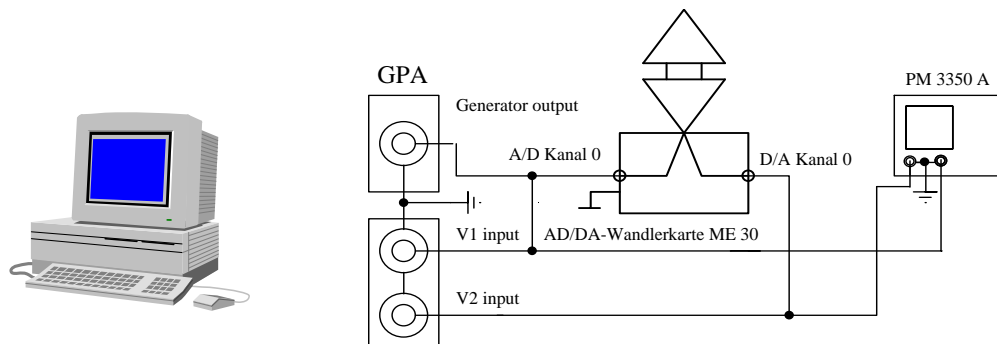 GPA
PM 3350 A
Generator output
A/D Kanal 0
D/A Kanal 0
V1 input
AD/DA-Wandlerkarte ME 30
V2 input